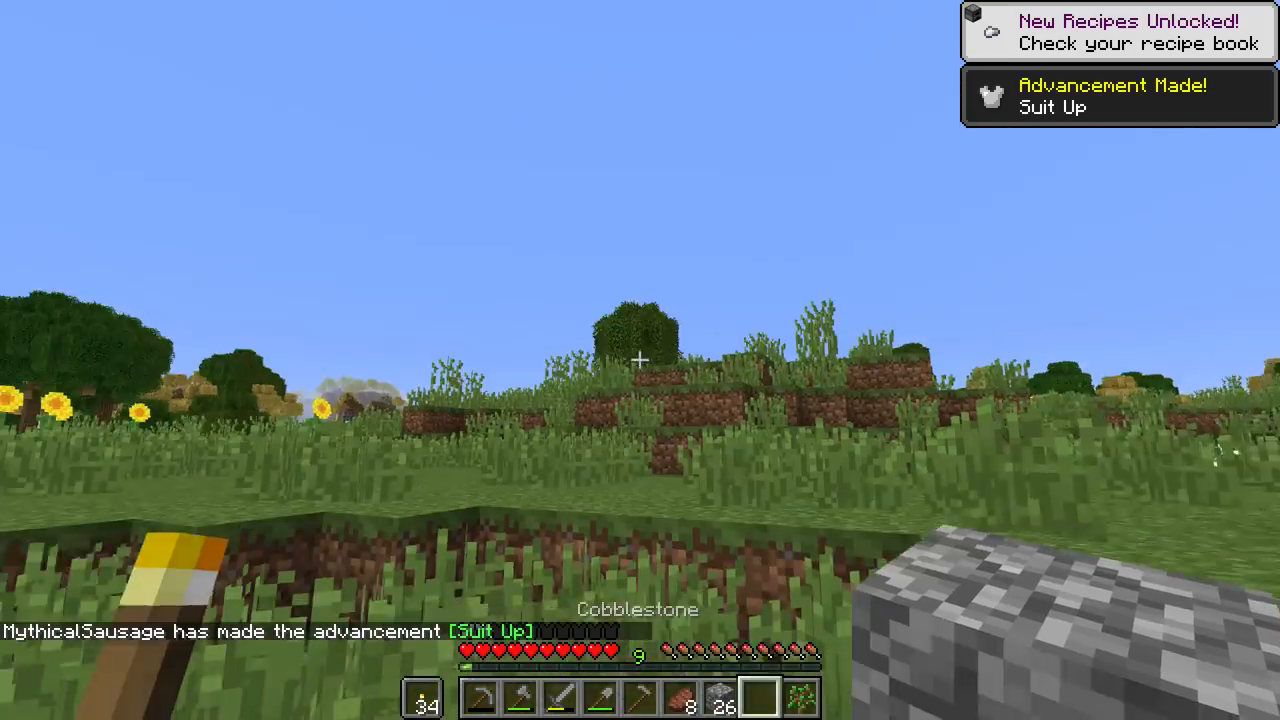 New Recipes Unlocked!
Check your recipe book
Advancement Made!
Suit Up
Cobblestone
MythicalSausage has made the advancement [Suit Up]
9
34
8
26